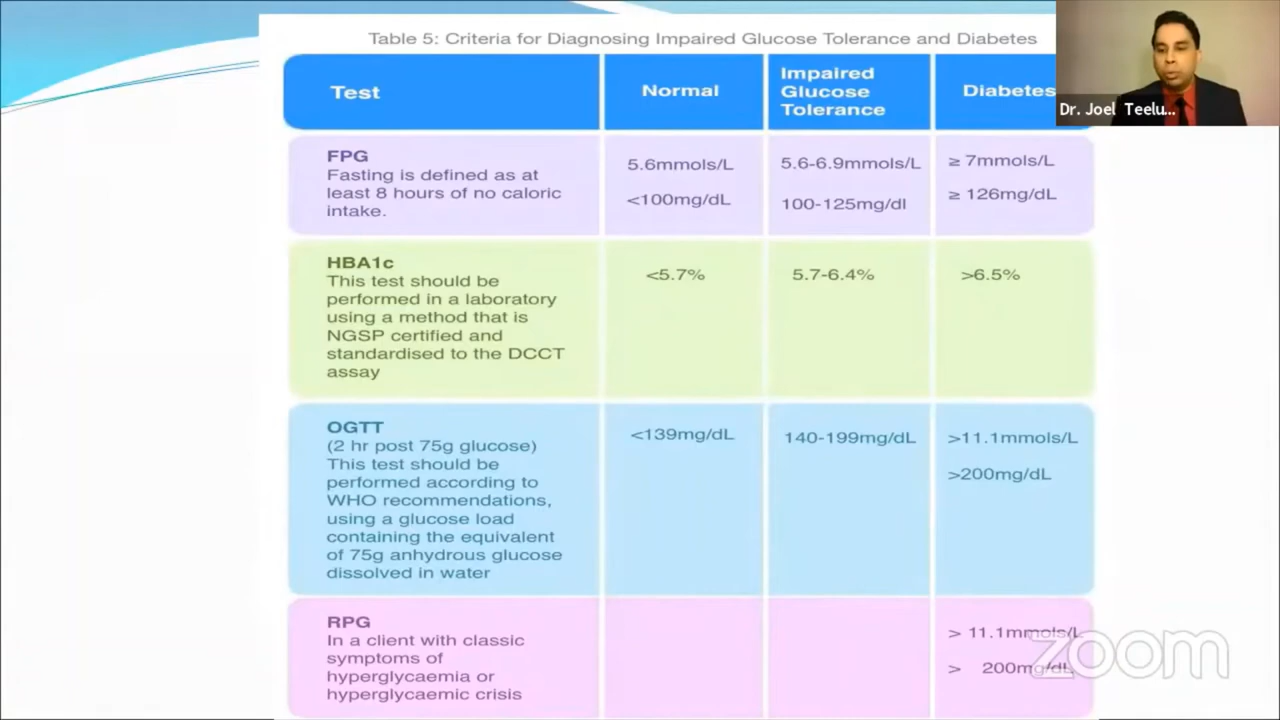 Table 5: Criteria for Diagnosing Impaired Glucose Tolerance and Diabetes
Test
Normal
Impaired
Glucose
Tolerance
Diabetes
Dr. Joel Teelu...
FPG
Fasting is defined as at
least 8 hours of no caloric
intake.
5.6mmols/L
<100mg/dL
5.6-6.9mmols/L
100-125mg/dl
≥ 7mmols/L
≥ 126mg/dL
HBA1c
This test should be
performed in a laboratory
using a method that is
NGSP certified and
standardised to the DCCT
assay
<5.7%
5.7-6.4%
>6.5%
OGTT
(2 hr post 75g glucose)
This test should be
performed according to
WHO recommendations,
using a glucose load
containing the equivalent
of 75g anhydrous glucose
dissolved in water
<139mg/dL
140-199mg/dL
>11.1mmols/L
>200mg/dL
RPG
In a client with classic
symptoms of
hyperglycaemia or
hyperglycaemic crisis
> 11.1mmols/L
> 200mg/dL
zoom